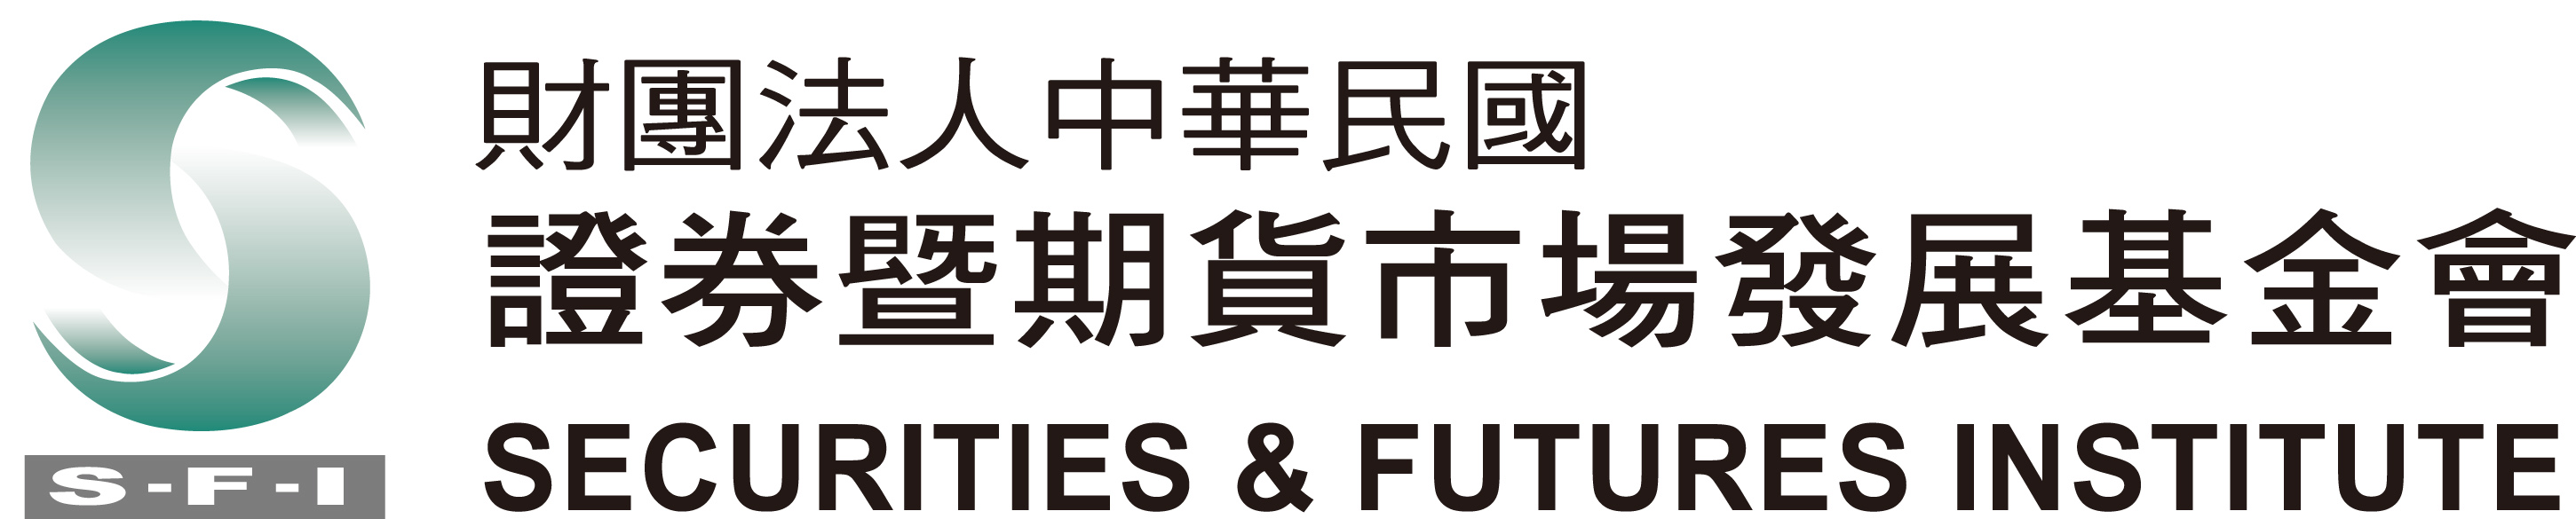 財團法人中華民國
證券暨期貨市場發展基金會
SECURITIES & FUTURES INSTITUTE
S-F-I